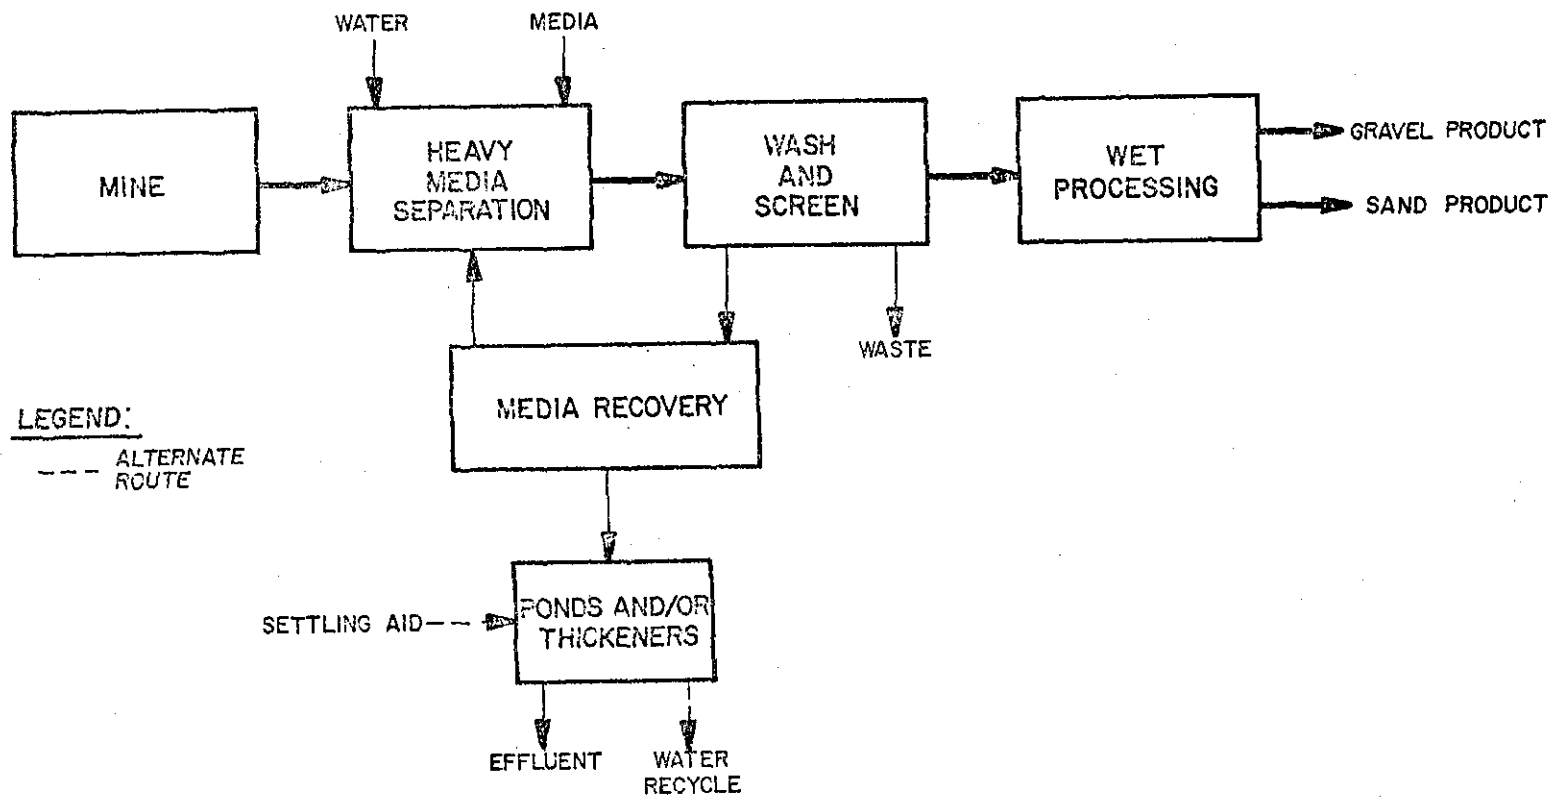 WATER
MEDIA
MINE
HEAVY
MEDIA
SEPARATION
WASH
AND
SCREEN
WET
PROCESSING
GRAVEL PRODUCT
SAND PRODUCT
WASTE
MEDIA RECOVERY
LEGEND:
--- ALTERNATE
ROUTE
SETTLING AID
PONDS AND/OR
THICKENERS
EFFLUENT
WATER
RECYCLE